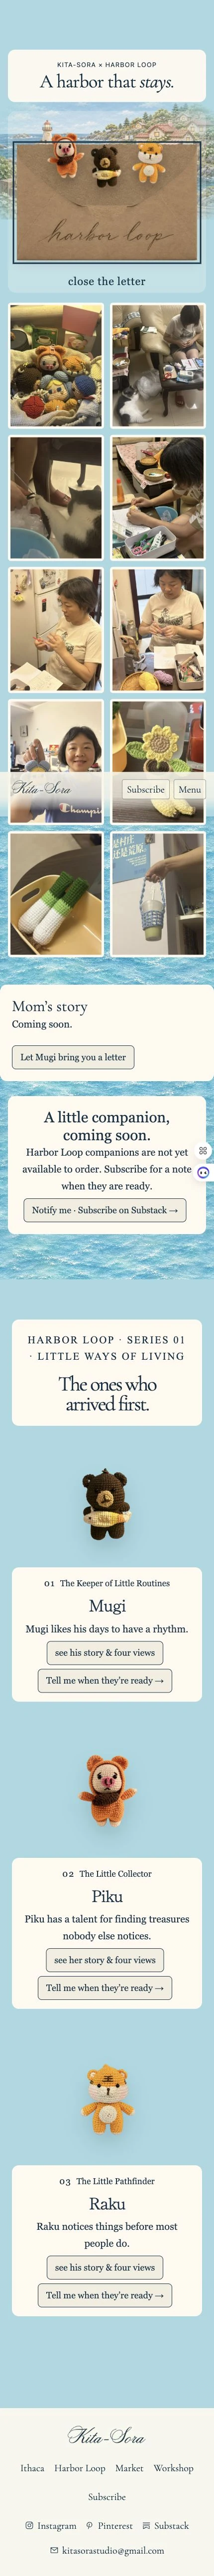 KITA-SORA × HARBOR LOOP
A harbor that stays.
harbor loop
close the letter
Kita-Sora
Subscribe
Menu
Mom's story
Coming soon.
Let Mugi bring you a letter
A little companion,
coming soon.
Harbor Loop companions are not yet
available to order. Subscribe for a note
when they are ready.
Notify me · Subscribe on Substack →
HARBOR LOOP · SERIES 01
· LITTLE WAYS OF LIVING
The ones who
arrived first.
01 The Keeper of Little Routines
Mugi
Mugi likes his days to have a rhythm.
see his story & four views
Tell me when they're ready →
02 The Little Collector
Piku
Piku has a talent for finding treasures
nobody else notices.
see her story & four views
Tell me when they're ready →
03 The Little Pathfinder
Raku
Raku notices things before most
people do.
see his story & four views
Tell me when they're ready →
Kita-Sora
Ithaca Harbor Loop Market Workshop
Subscribe
Instagram Pinterest Substack
kitasorastudio@gmail.com